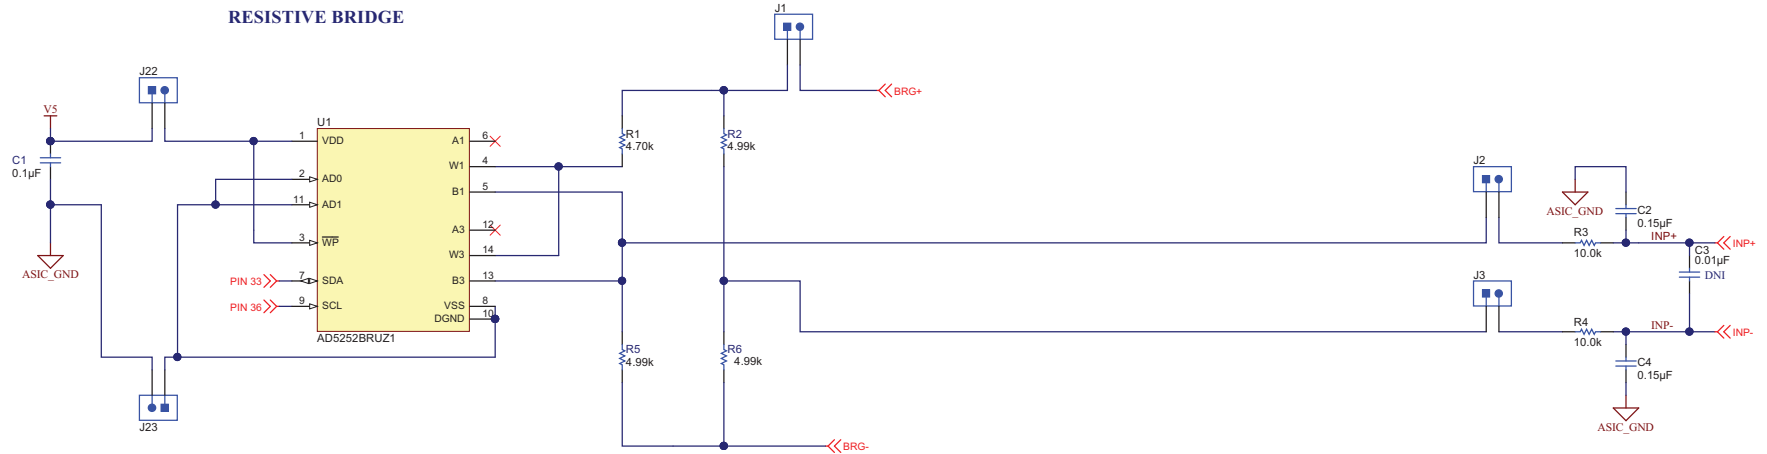 RESISTIVE BRIDGE
J1
J22
BRG+
V5
U1
C1
0.1µF
1
VDD
A1
6
R1
4.70k
R2
4.99k
W1
4
2
AD0
B1
5
11
AD1
A3
12
3
WP
W3
14
ASIC_GND
PIN 33
7
SDA
B3
13
PIN 36
9
SCL
VSS
8
DGND
10
AD5252BRUZ1
J2
ASIC_GND
C2
0.15µF
R3
10.0k
INP+
INP+
C3
0.01µF
DNI
J3
R4
10.0k
INP-
INP-
R5
4.99k
R6
4.99k
C4
0.15µF
J23
ASIC_GND
BRG-